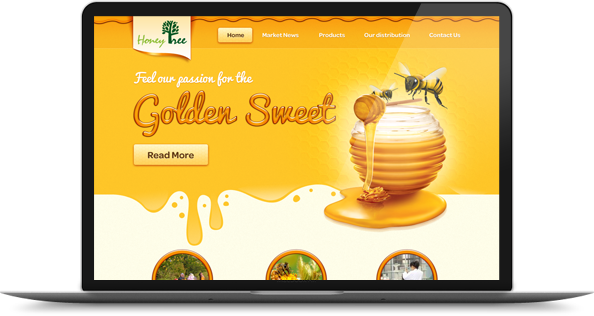 Honey Tree
Home Market News Products Our distribution Contact Us
Feel our passion for the
Golden Sweet
Read More